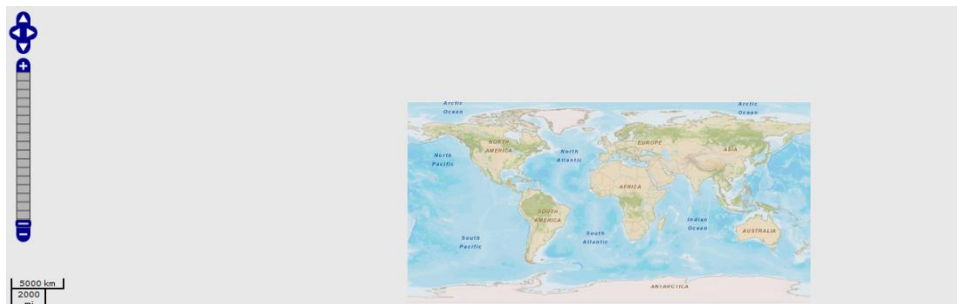 Arctic
Ocean
Arctic
Ocean
NORTH
AMERICA
EUROPE
ASIA
North
Pacific
North
Atlantic
AFRICA
SOUTH
AMERICA
Indian
Ocean
South
Pacific
South
Atlantic
AUSTRALIA
ANTARCTICA
5000 km
2000
mi